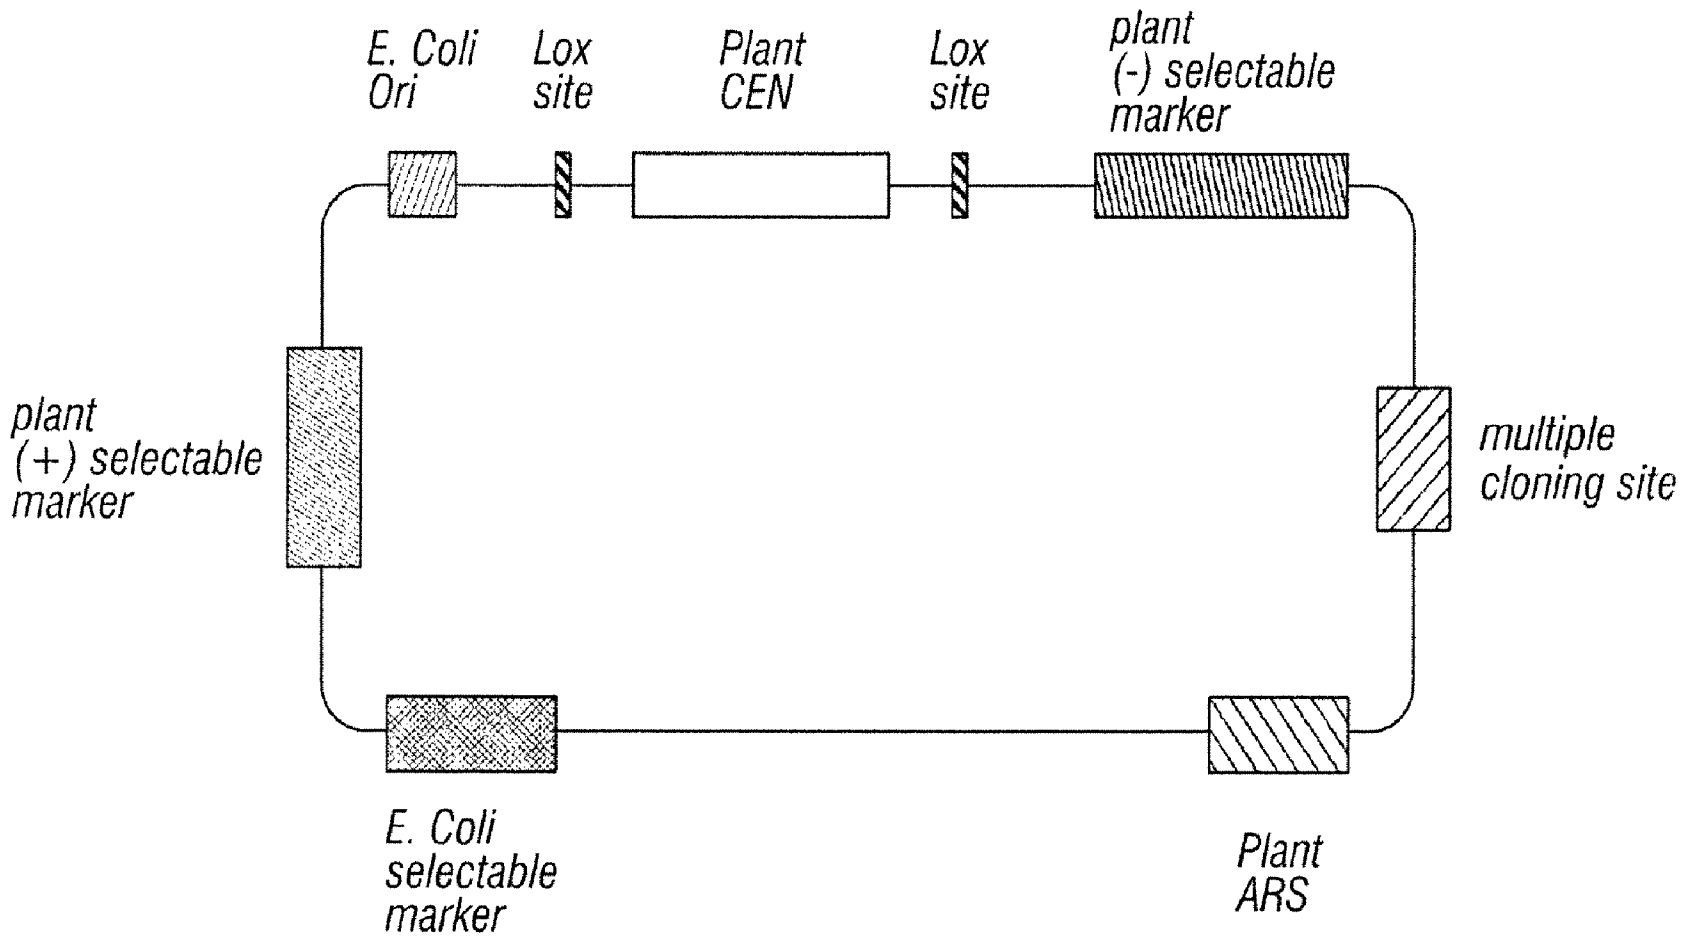 E. Coli
Ori
Lox
site
Plant
CEN
Lox
site
plant
(-) selectable
marker
plant
(+) selectable
marker
multiple
cloning site
E. Coli
selectable
marker
Plant
ARS